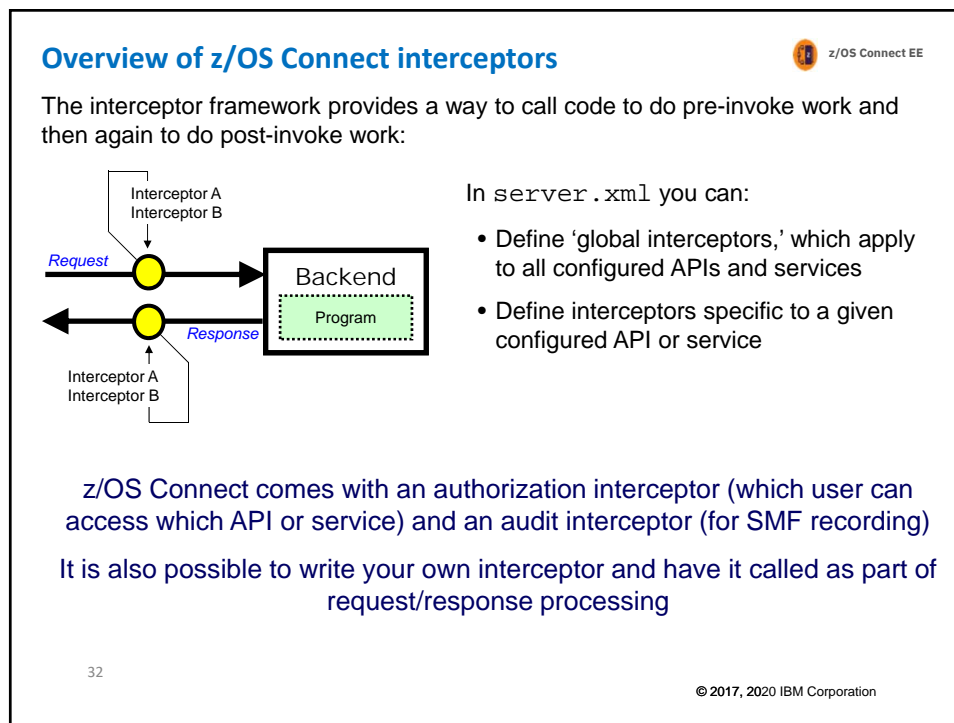 Overview of z/OS Connect interceptors
z/OS Connect EE
The interceptor framework provides a way to call code to do pre-invoke work and
then again to do post-invoke work:
Interceptor A
Interceptor B
Request
Backend
Program
Response
Interceptor A
Interceptor B
In server.xml you can:
• Define ‘global interceptors,’ which apply
to all configured APIs and services
• Define interceptors specific to a given
configured API or service
z/OS Connect comes with an authorization interceptor (which user can
access which API or service) and an audit interceptor (for SMF recording)
It is also possible to write your own interceptor and have it called as part of
request/response processing
32
© 2017, 2020 IBM Corporation